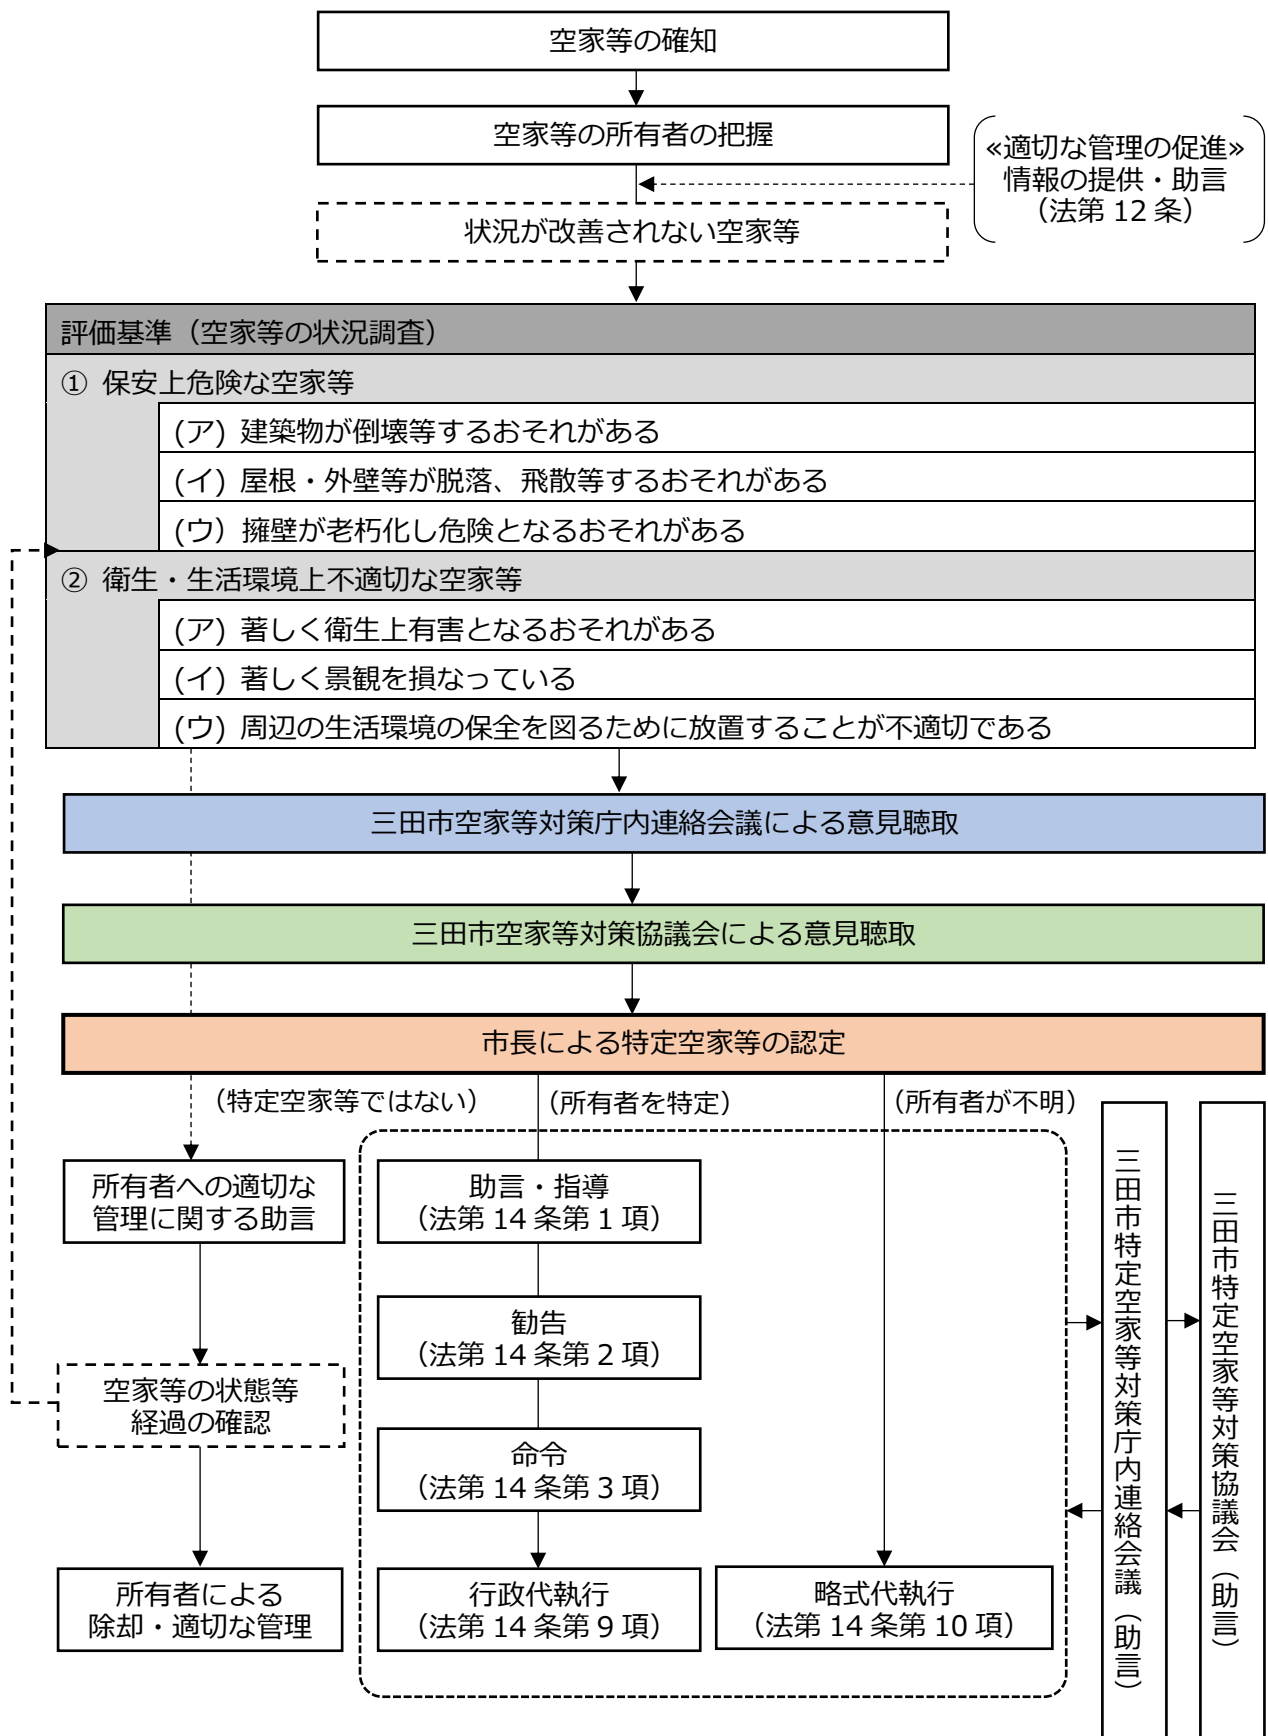 空家等の確知
空家等の所有者の把握
≪適切な管理の促進≫
情報の提供・助言
（法第 12 条）
状況が改善されない空家等
評価基準（空家等の状況調査）
① 保安上危険な空家等
(ア) 建築物が倒壊等するおそれがある
(イ) 屋根・外壁等が脱落、飛散等するおそれがある
(ウ) 擁壁が老朽化し危険となるおそれがある
② 衛生・生活環境上不適切な空家等
(ア) 著しく衛生上有害となるおそれがある
(イ) 著しく景観を損なっている
(ウ) 周辺の生活環境の保全を図るために放置することが不適切である
三田市空家等対策庁内連絡会議による意見聴取
三田市空家等対策協議会による意見聴取
市長による特定空家等の認定
（特定空家等ではない）
（所有者を特定）
（所有者が不明）
所有者への適切な
管理に関する助言
空家等の状態等
経過の確認
所有者による
除却・適切な管理
助言・指導
（法第 14 条第 1 項）
勧告
（法第 14 条第 2 項）
命令
（法第 14 条第 3 項）
行政代執行
（法第 14 条第 9 項）
略式代執行
（法第 14 条第 10 項）
三田市特定空家等対策庁内連絡会議（助言）
三田市特定空家等対策協議会（助言）